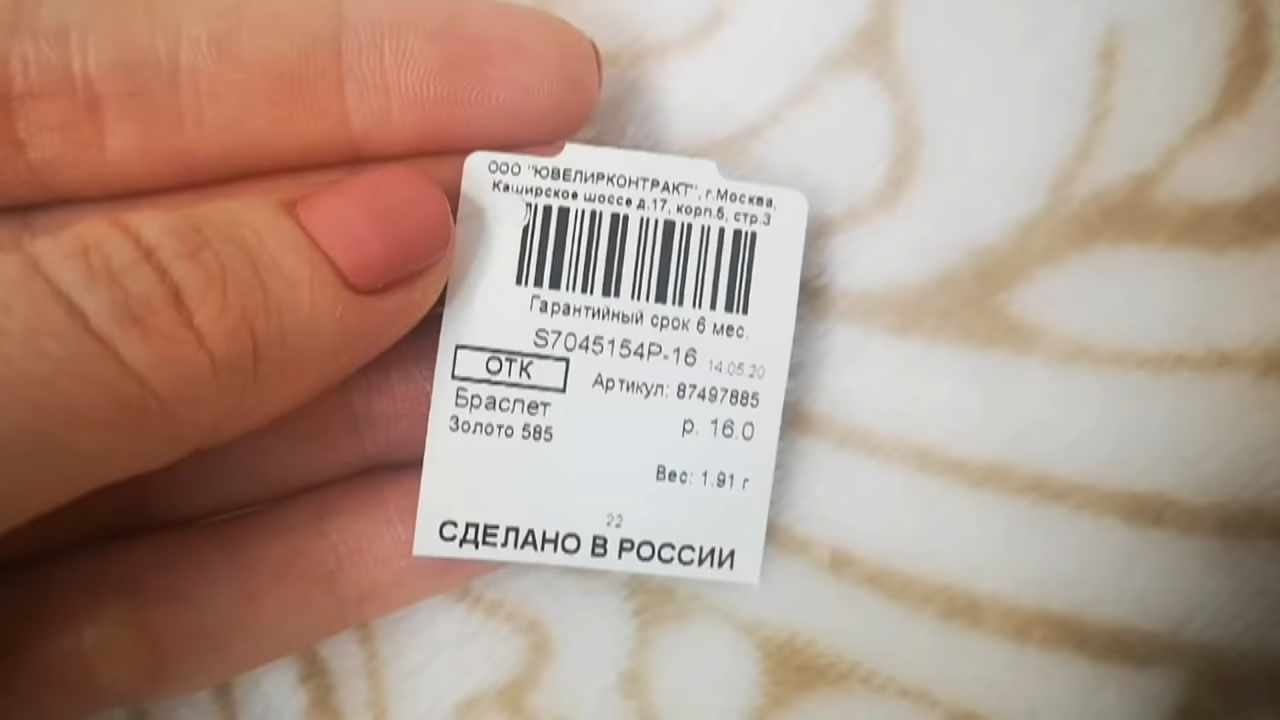 ООО "ЮВЕЛИРКОНТРАКТ", г.Москва,
Каширское шоссе д.17, корп.5, стр.3
Гарантийный срок 6 мес.
S7045154P-16 14.05.20
ОТК
Артикул: 87497885
Браслет
р. 16.0
Золото 585
Вес: 1.91 г
22
СДЕЛАНО В РОССИИ